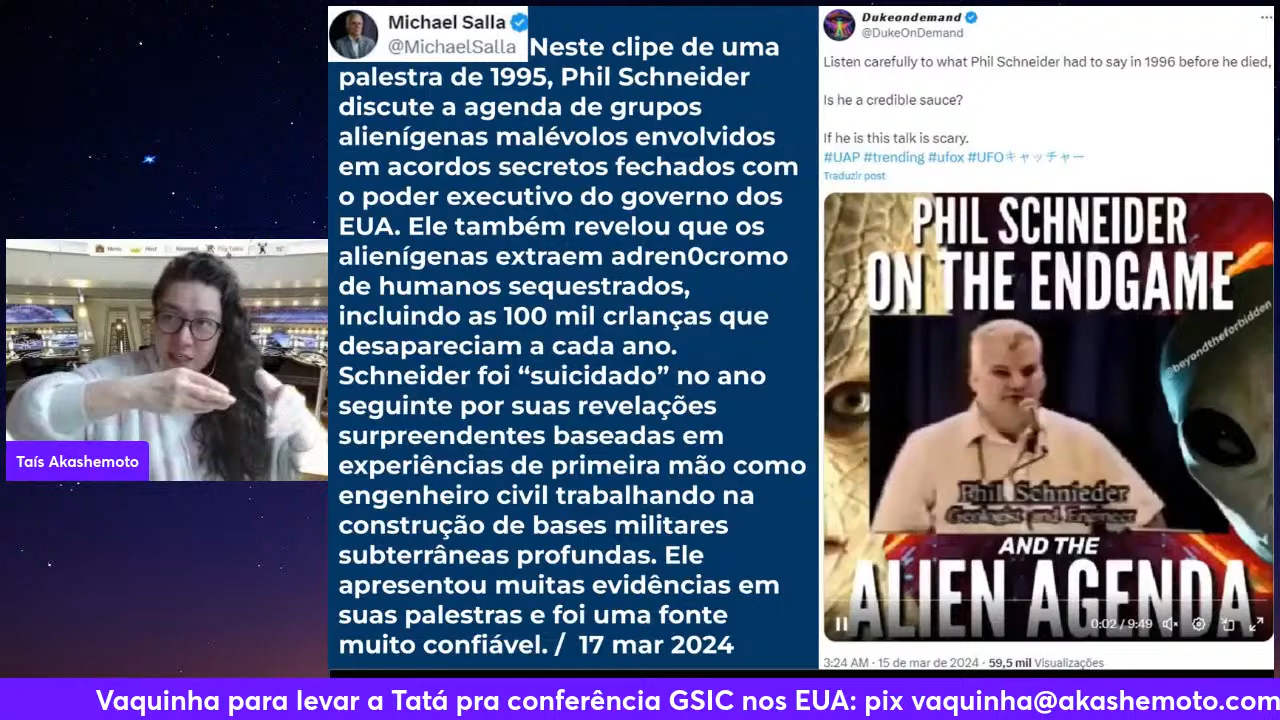 Michael Salla
@MichaelSalla
Neste clipe de uma
palestra de 1995, Phil Schneider
discute a agenda de grupos
alienígenas malévolos envolvidos
em acordos secretos fechados com
o poder executivo do governo dos
EUA. Ele também revelou que os
alienígenas extraem adren0cromo
de humanos sequestrados,
incluindo as 100 mil crlanças que
desapareciam a cada ano.
Schneider foi “suicidado” no ano
seguinte por suas revelações
surpreendentes baseadas em
experiências de primeira mão como
engenheiro civil trabalhando na
construção de bases militares
subterrâneas profundas. Ele
apresentou muitas evidências em
suas palestras e foi uma fonte
muito confiável. / 17 mar 2024
Dukeondemand
@DukeOnDemand
Listen carefully to what Phil Schneider had to say in 1996 before he died,
Is he a credible sauce?
If he is this talk is scary.
#UAP #trending #ufox #UFOキャッチャー
Traduzir post
PHIL SCHNEIDER
ON THE ENDGAME
@beyondtheforbidden
Phil Schnieder
Geologist and Engineer
AND THE
ALIEN AGENDA
0:02 / 9:49
3:24 AM · 15 de mar de 2024 · 59,5 mil Visualizações
Taís Akashemoto
Vaquinha para levar a Tatá pra conferência GSIC nos EUA: pix vaquinha@akashemoto.com